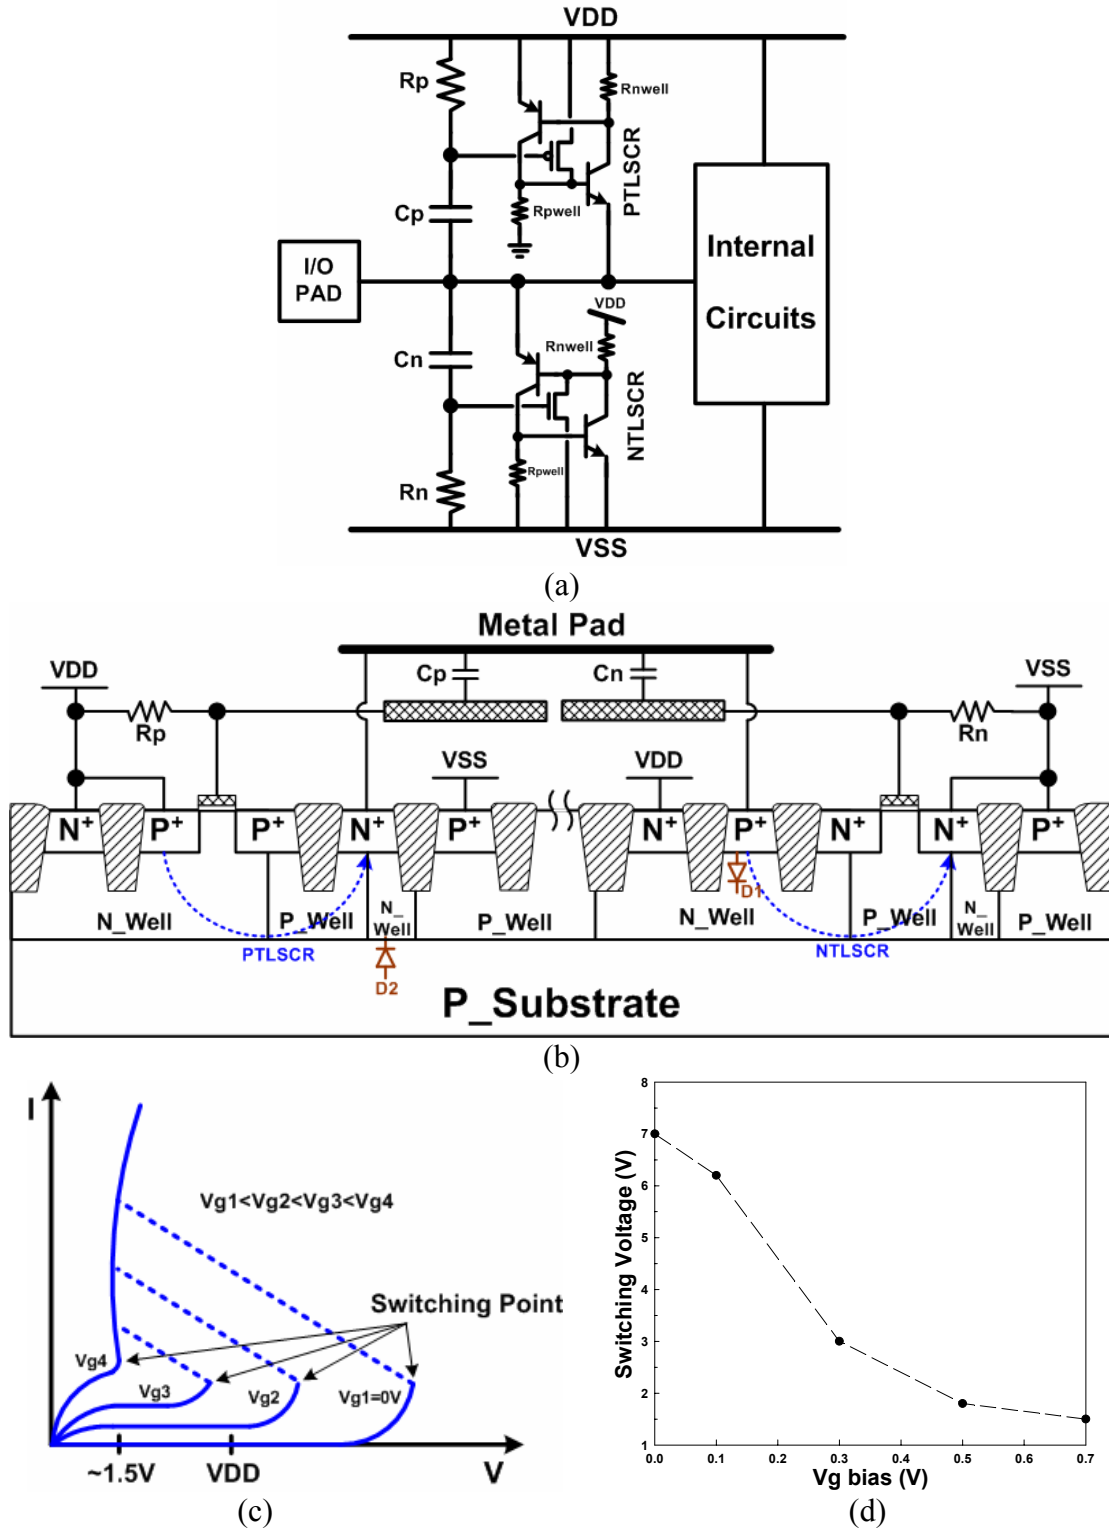 VDD
Rp
Rnwell
PTLSCR
Cp
Rpwell
I/O
PAD
Internal
Circuits
VDD
Cn
Rnwell
NTLSCR
Rn
Rpwell
VSS
(a)
Metal Pad
VDD
Cp
Cn
VSS
Rp
Rn
VSS
VDD
N+
P+
P+
N+
P+
N+
P+
N+
N+
P+
D1
N_Well
P_Well
N_
Well
P_Well
N_Well
P_Well
N_
Well
P_Well
PTLSCR
NTLSCR
D2
P_Substrate
(b)
I
Vg1<Vg2<Vg3<Vg4
Switching Point
Vg4
Vg3
Vg2
Vg1=0V
~1.5V
VDD
V
(c)
Switching Voltage (V)
8
7
6
5
4
3
2
1
0.0
0.1
0.2
0.3
0.4
0.5
0.6
0.7
Vg bias (V)
(d)